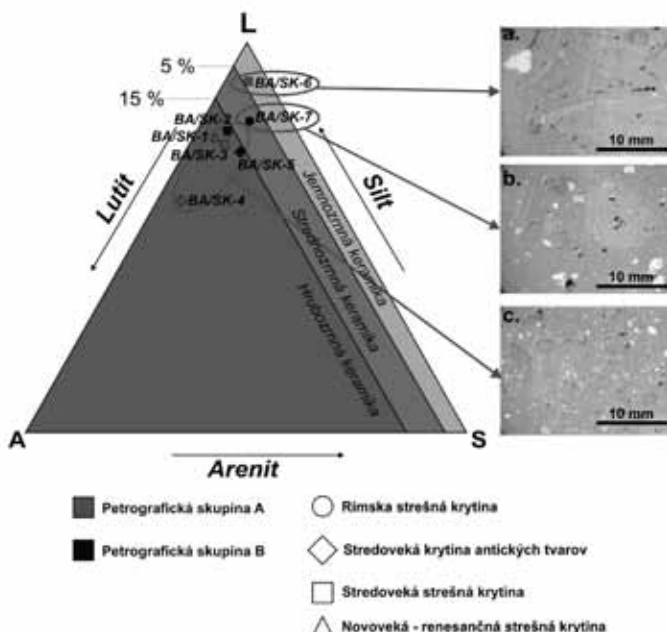 L
5 %
15 %
BA/SK-6
BA/SK-2
BA/SK-7
BA/SK-1
BA/SK-3
BA/SK-5
BA/SK-4
Lutit
Silt
Jemnozrnná keramika
Strednozrnná keramika
Hrubozrnná keramika
A
S
Arenit
a.
10 mm
b.
10 mm
c.
10 mm
Petrografická skupina A
Petrografická skupina B
Rímska strešná krytina
Stredoveká krytina antických tvarov
Stredoveká strešná krytina
Novoveká - renesančná strešná krytina